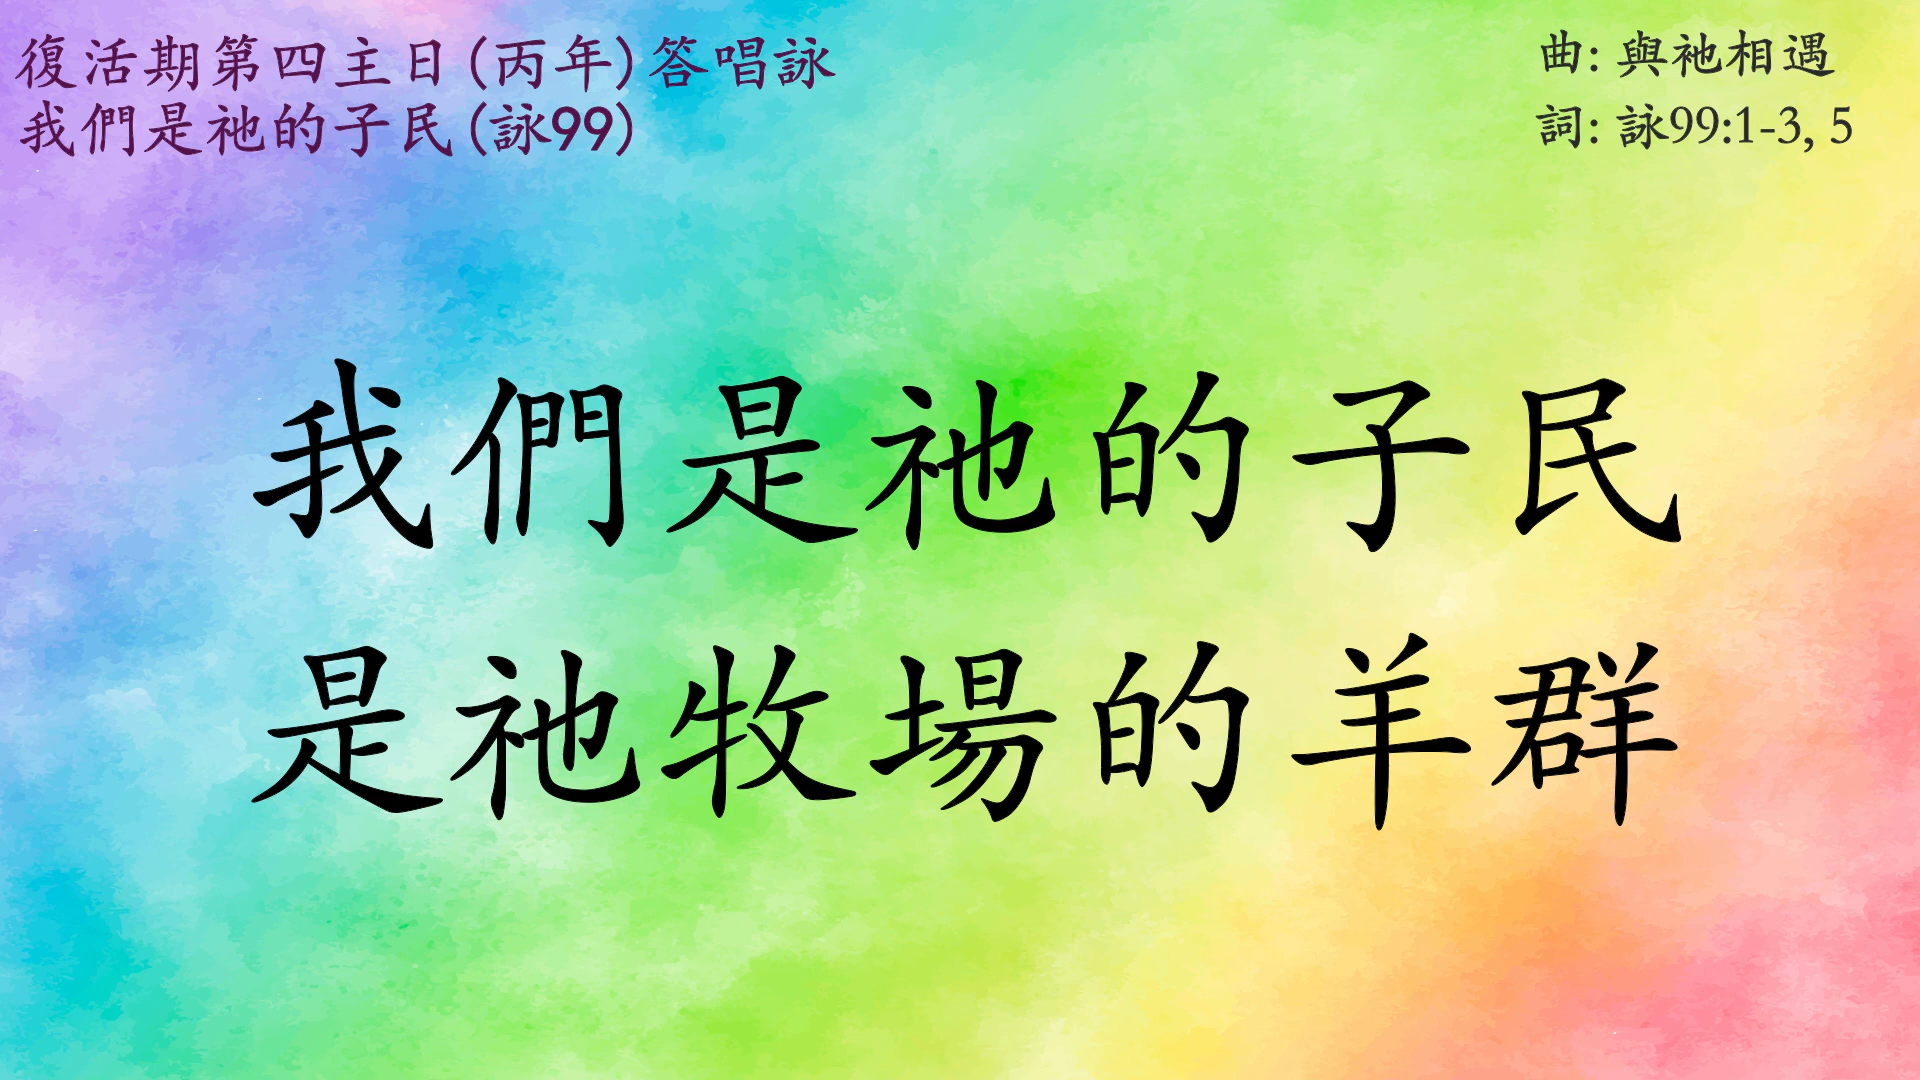 復活期第四主日(丙年)答唱詠
我們是祂的子民(詠99)
曲: 與祂相遇
詞: 詠99:1-3, 5
我們是祂的子民
是祂牧場的羊群